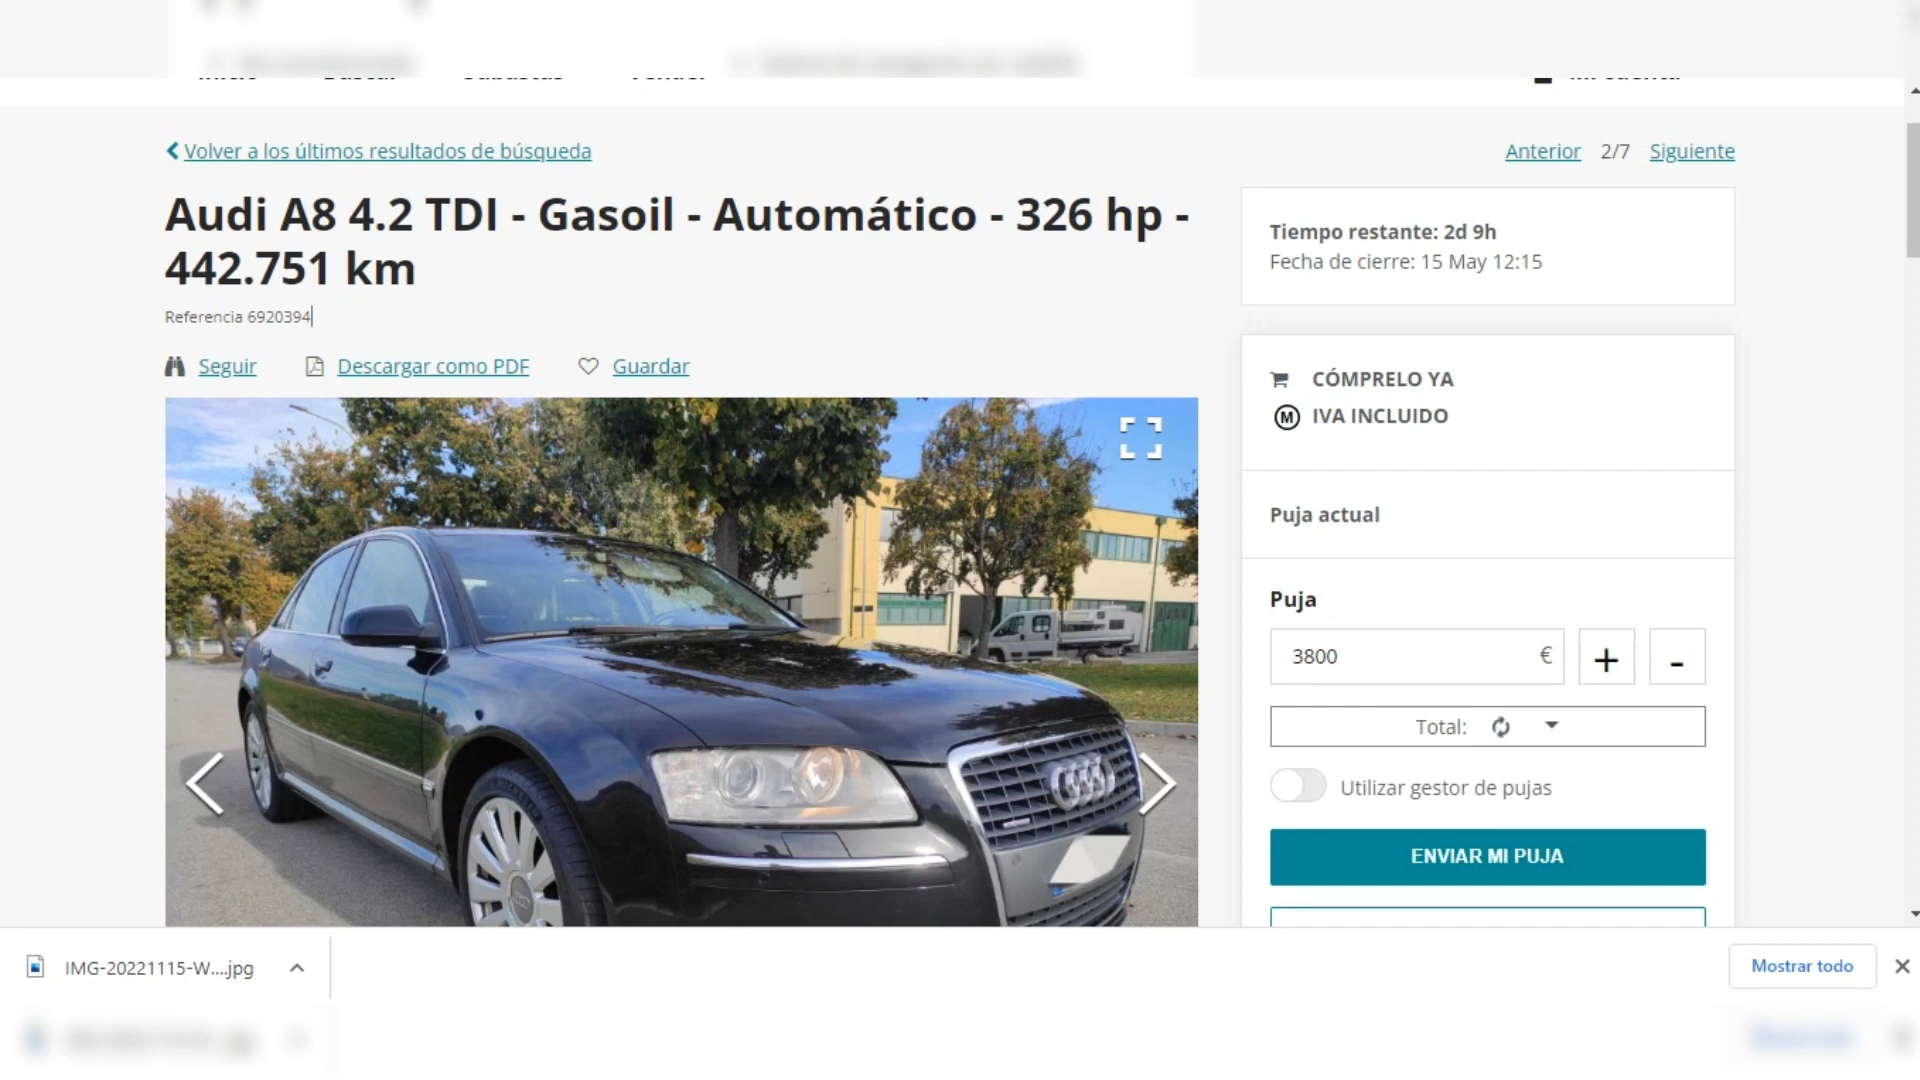 Volver a los últimos resultados de búsqueda
Anterior 2/7 Siguiente
Audi A8 4.2 TDI - Gasoil - Automático - 326 hp -
442.751 km
Referencia 6920394
Seguir Descargar como PDF Guardar
Tiempo restante: 2d 9h
Fecha de cierre: 15 May 12:15
CÓMPRELO YA
M IVA INCLUIDO
Puja actual
Puja
3800 € + -
Total:
Utilizar gestor de pujas
ENVIAR MI PUJA
IMG-20221115-W....jpg
Mostrar todo